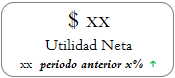 $ xx
Utilidad Neta
xx periodo anterior x% ↑